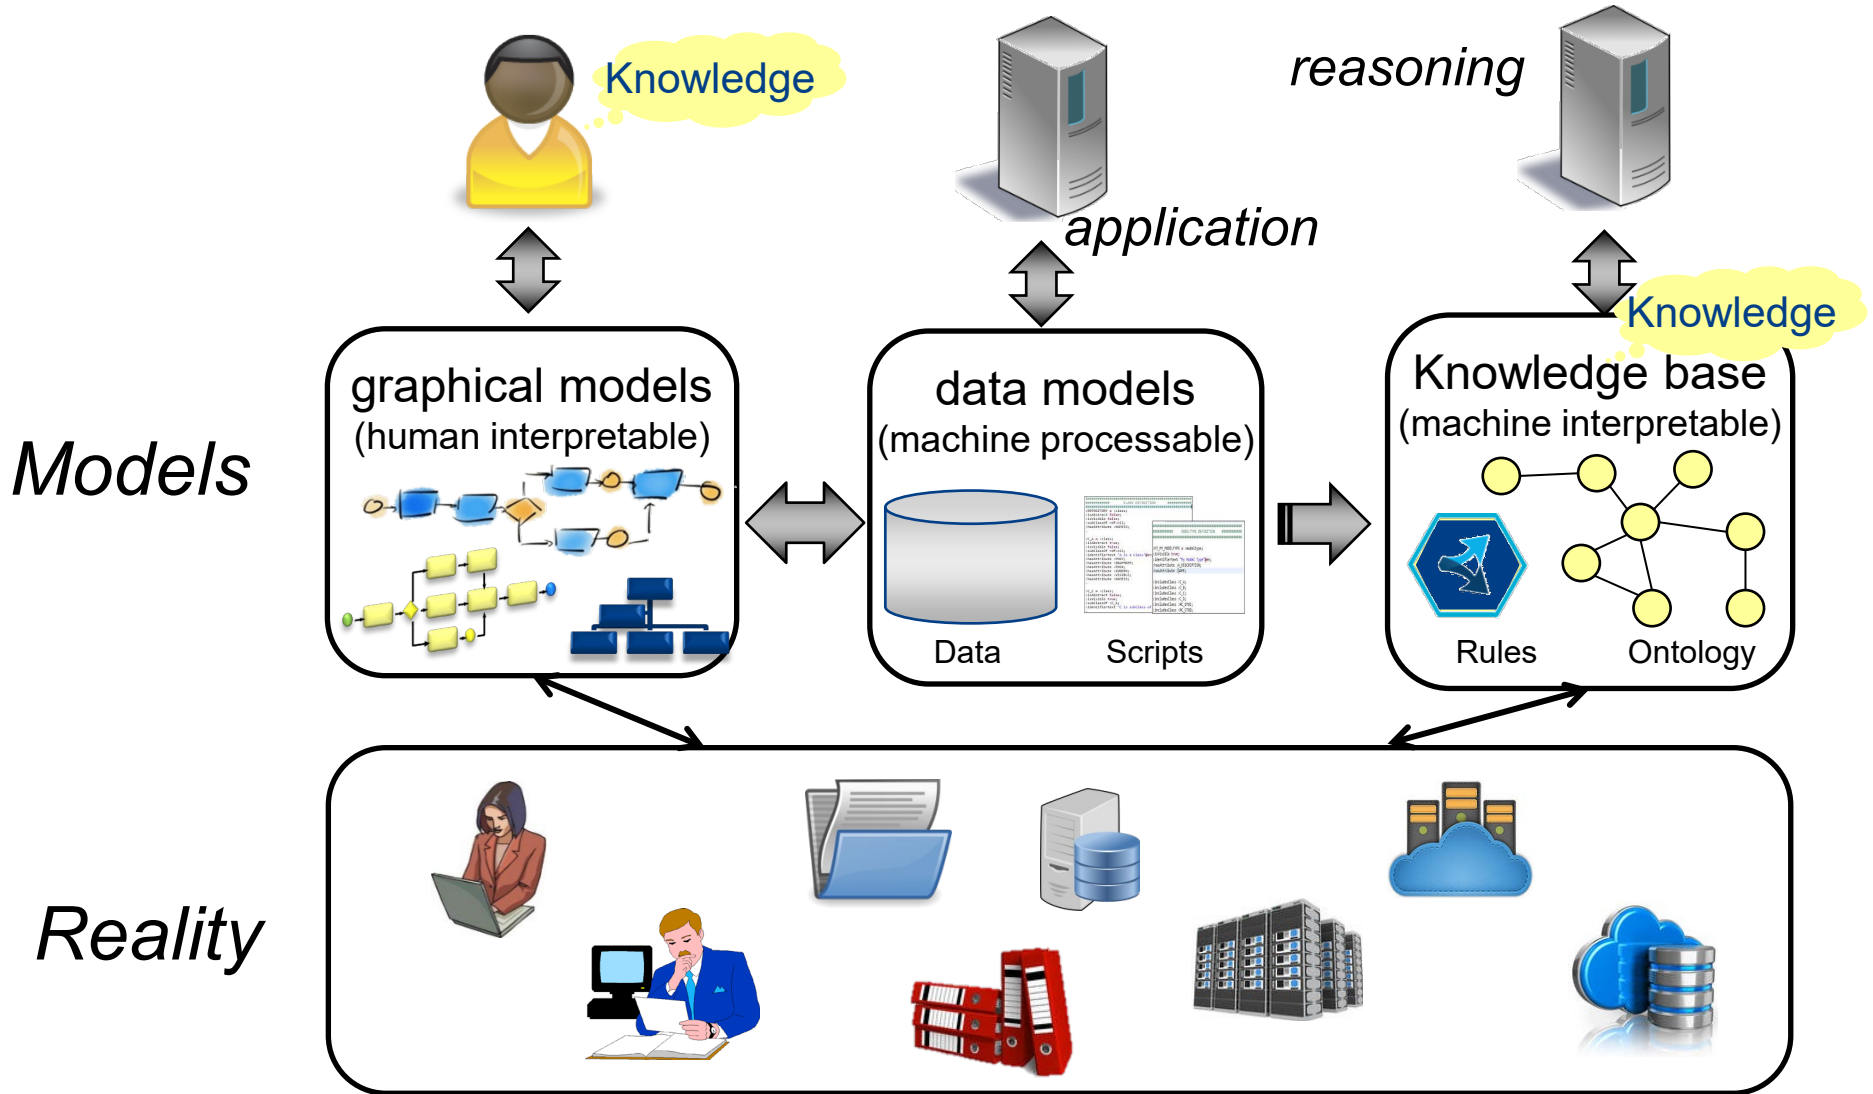 Knowledge
reasoning
application
Knowledge
Models
graphical models
(human interpretable)
data models
(machine processable)
Data
Scripts
Knowledge base
(machine interpretable)
Rules
Ontology
Reality